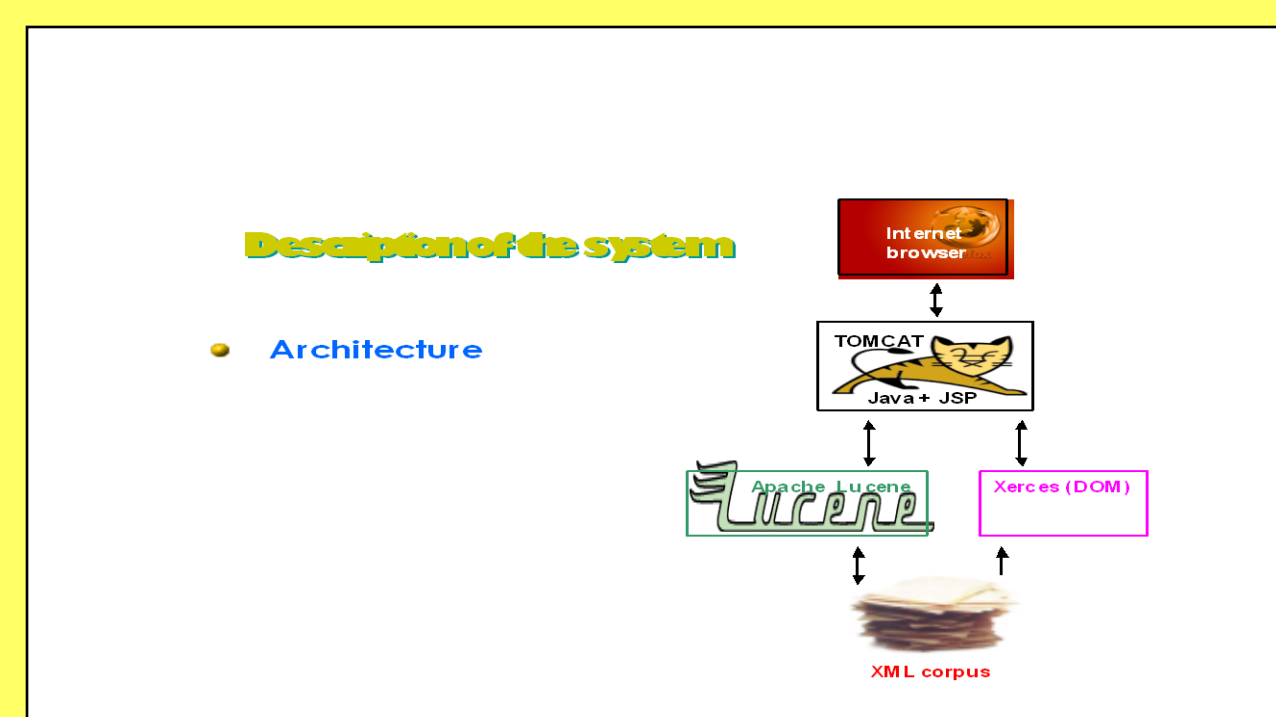 Description of the system
Architecture
Internet
browser
TOMCAT
Java + JSP
Apache Lucene
Lucene
Xerces (DOM)
XML corpus